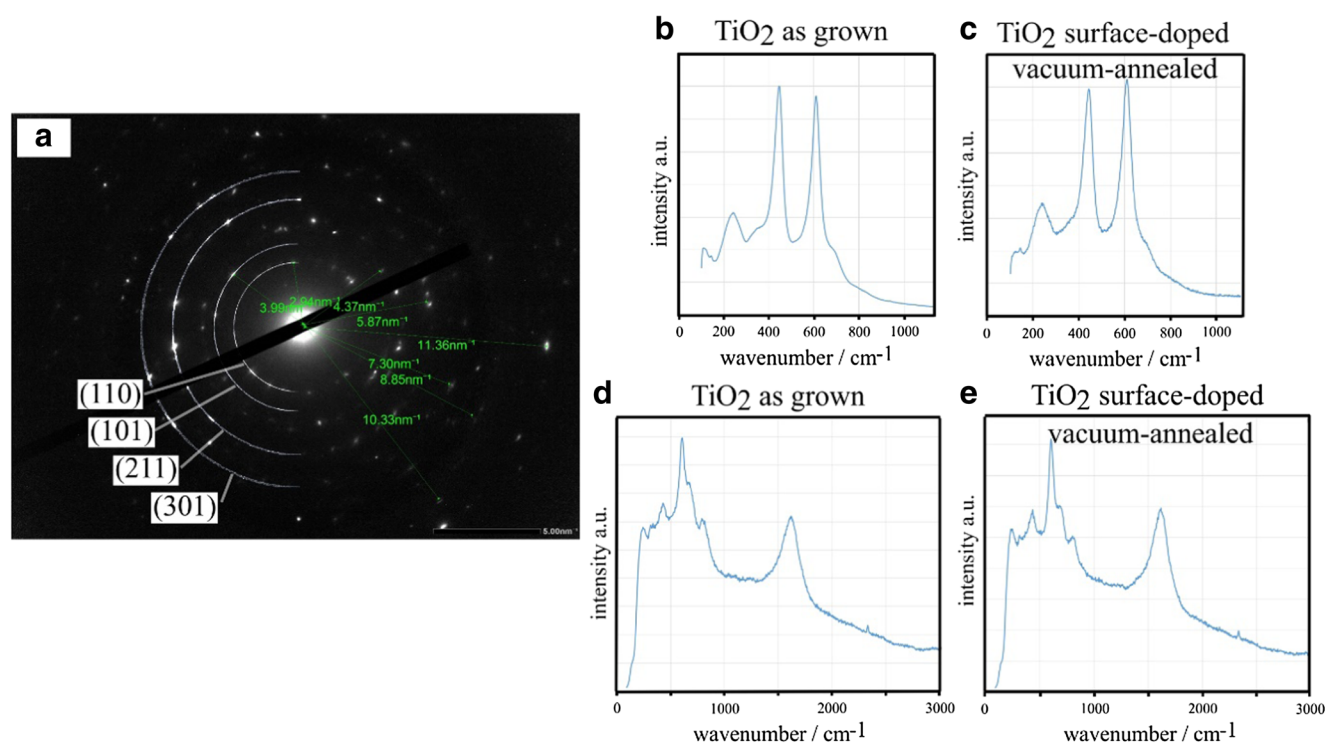 a
3.99nm⁻¹
2.94nm⁻¹
4.37nm⁻¹
5.87nm⁻¹
11.36nm⁻¹
7.30nm⁻¹
8.85nm⁻¹
10.33nm⁻¹
(110)
(101)
(211)
(301)
5.00nm⁻¹
b
TiO2 as grown
intensity a.u.
0 200 400 600 800 1000
wavenumber / cm-1
c
TiO2 surface-doped
vacuum-annealed
intensity a.u.
0 200 400 600 800 1000
wavenumber / cm-1
d
TiO2 as grown
intensity a.u.
0 1000 2000 3000
wavenumber / cm-1
e
TiO2 surface-doped
vacuum-annealed
intensity a.u.
0 1000 2000 3000
wavenumber / cm-1